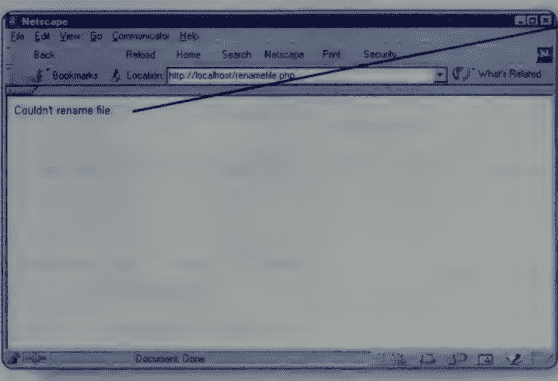 Netscape
File Edit View Go Communicator Help
Back Reload Home Search Netscape Print Security
Bookmarks Location: http://localhost/renamefile.php What's Related
Couldn't rename file.
Document: Done